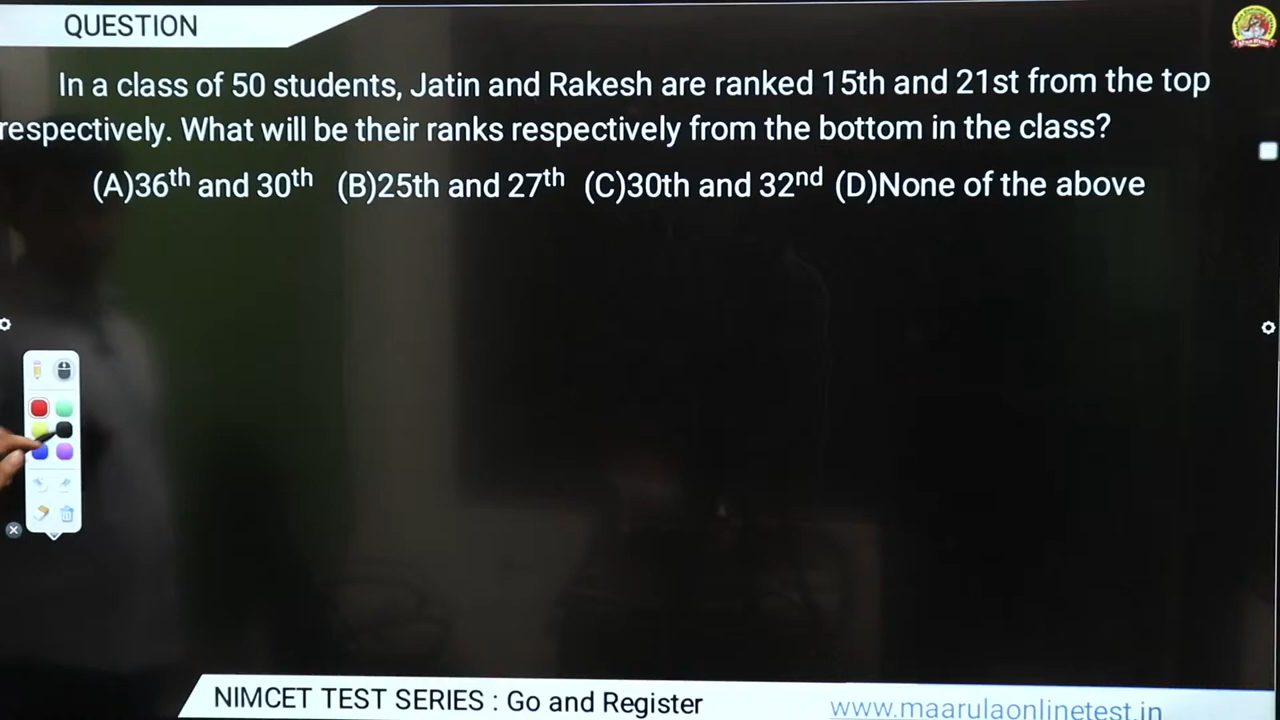 QUESTION
In a class of 50 students, Jatin and Rakesh are ranked 15th and 21st from the top
respectively. What will be their ranks respectively from the bottom in the class?
(A)36th and 30th (B)25th and 27th (C)30th and 32nd (D)None of the above
NIMCET TEST SERIES : Go and Register
www.maarulaonlinetest.in